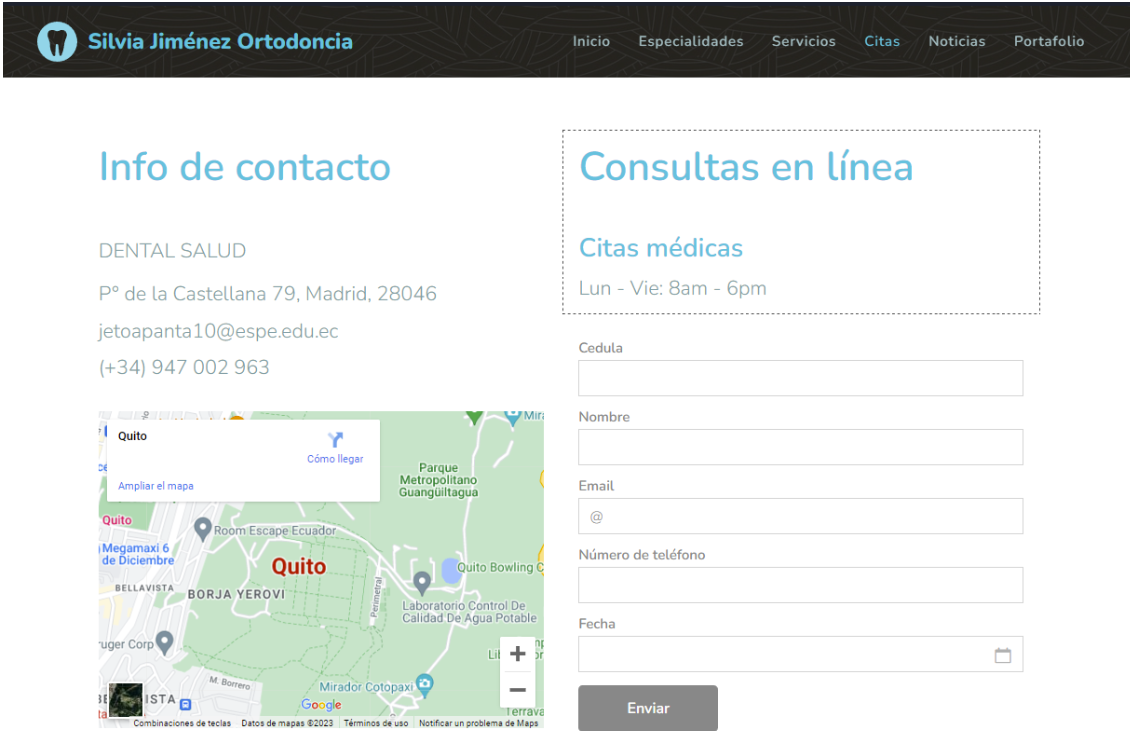 Silvia Jiménez Ortodoncia
Inicio Especialidades Servicios Citas Noticias Portafolio
Info de contacto
DENTAL SALUD
Pº de la Castellana 79, Madrid, 28046
jetoapanta10@espe.edu.ec
(+34) 947 002 963
Quito
Cómo llegar
Ampliar el mapa
Parque
Metropolitano
Guangüiltagua
Quito
Room Escape Ecuador
Megamaxi 6
de Diciembre
Quito
Quito Bowling
BELLAVISTA
BORJA YEROVI
Perimetral
Laboratorio Control De
Calidad De Agua Potable
Corp
M. Borrero
Mirador Cotopaxi
Google
Combinaciones de teclas Datos de mapas ©2023 Términos de uso Notificar un problema de Maps
Consultas en línea
Citas médicas
Lun - Vie: 8am - 6pm
Cedula
Nombre
Email
@
Número de teléfono
Fecha
Enviar